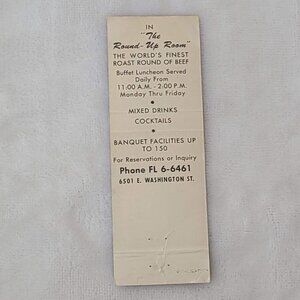 IN
"The
Round-Up Room"
THE WORLD'S FINEST
ROAST ROUND OF BEEF
Buffet Luncheon Served
Daily From
11:00 A.M. - 2:00 P.M.
Monday Thru Friday
•
MIXED DRINKS
COCKTAILS
•
BANQUET FACILITIES UP
TO 150
For Reservations or Inquiry
Phone FL 6-6461
6501 E. WASHINGTON ST.